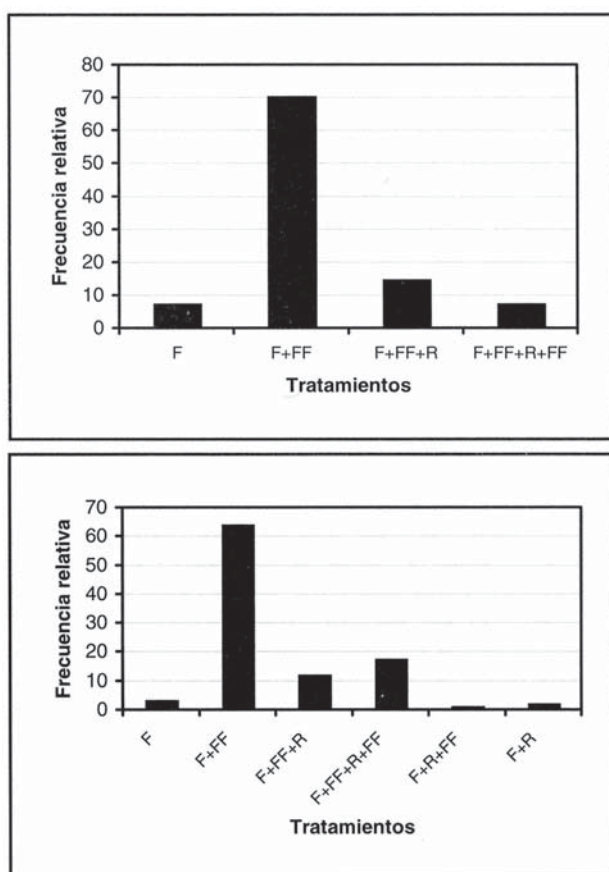 Frecuencia relativa
80
70
60
50
40
30
20
10
0
F F+FF F+FF+R F+FF+R+FF
Tratamientos
Frecuencia relativa
70
60
50
40
30
20
10
0
F F+FF F+FF+R F+FF+R+FF F+R+FF F+R
Tratamientos